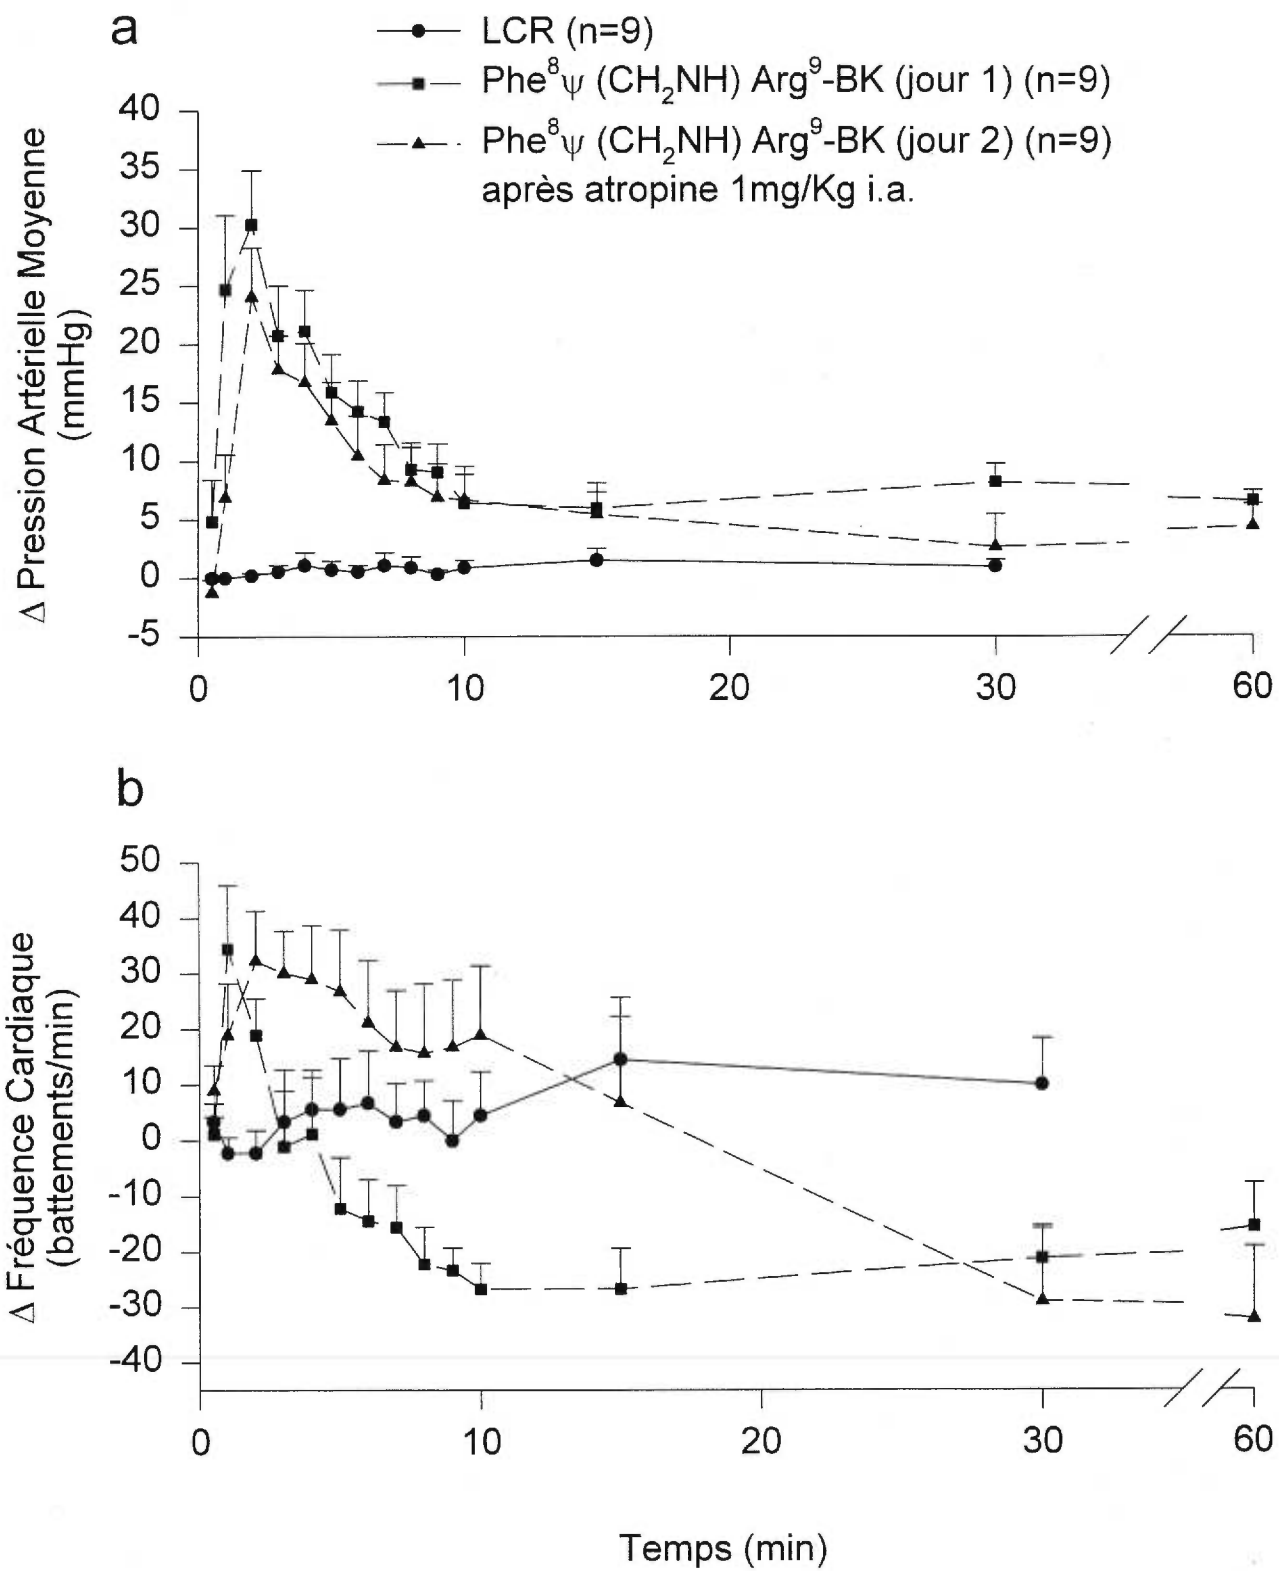 a
LCR (n=9)
Phe⁸ψ (CH₂NH) Arg⁹-BK (jour 1) (n=9)
Phe⁸ψ (CH₂NH) Arg⁹-BK (jour 2) (n=9)
après atropine 1mg/Kg i.a.
Δ Pression Artérielle Moyenne
(mmHg)
40
35
30
25
20
15
10
5
0
-5
0 10 20 30 60
b
Δ Fréquence Cardiaque
(battements/min)
50
40
30
20
10
0
-10
-20
-30
-40
0 10 20 30 60
Temps (min)